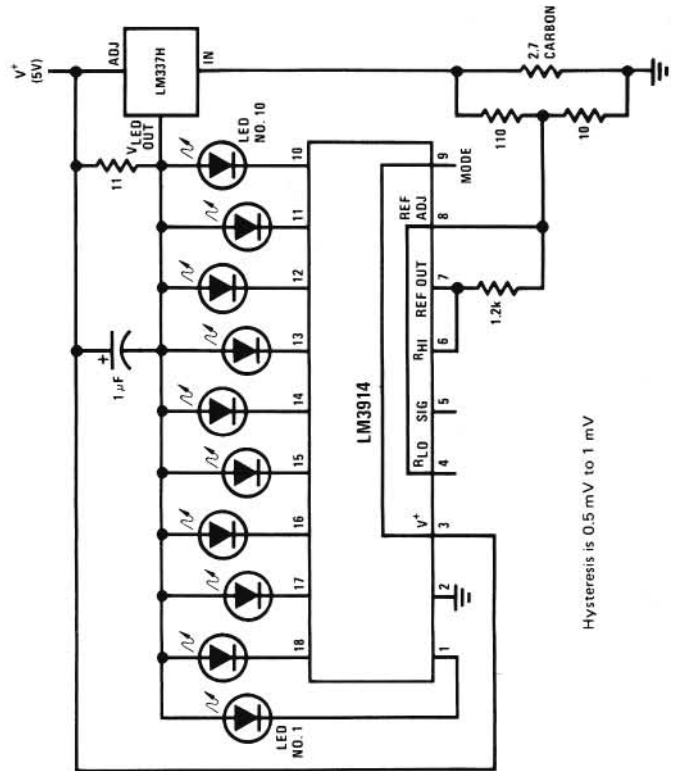 V+
(5V)
ADJ
LM337H
IN
VLED
OUT
11
1 μF
+
LED
NO. 10
10
11
12
13
14
15
16
17
18
LED
NO. 1
LM3914
V+
RLO
SIG
RHI
REF OUT
REF
ADJ
1
2
3
4
5
6
7
8
9
MODE
1.2k
110
10
2.7
CARBON
Hysteresis is 0.5 mV to 1 mV